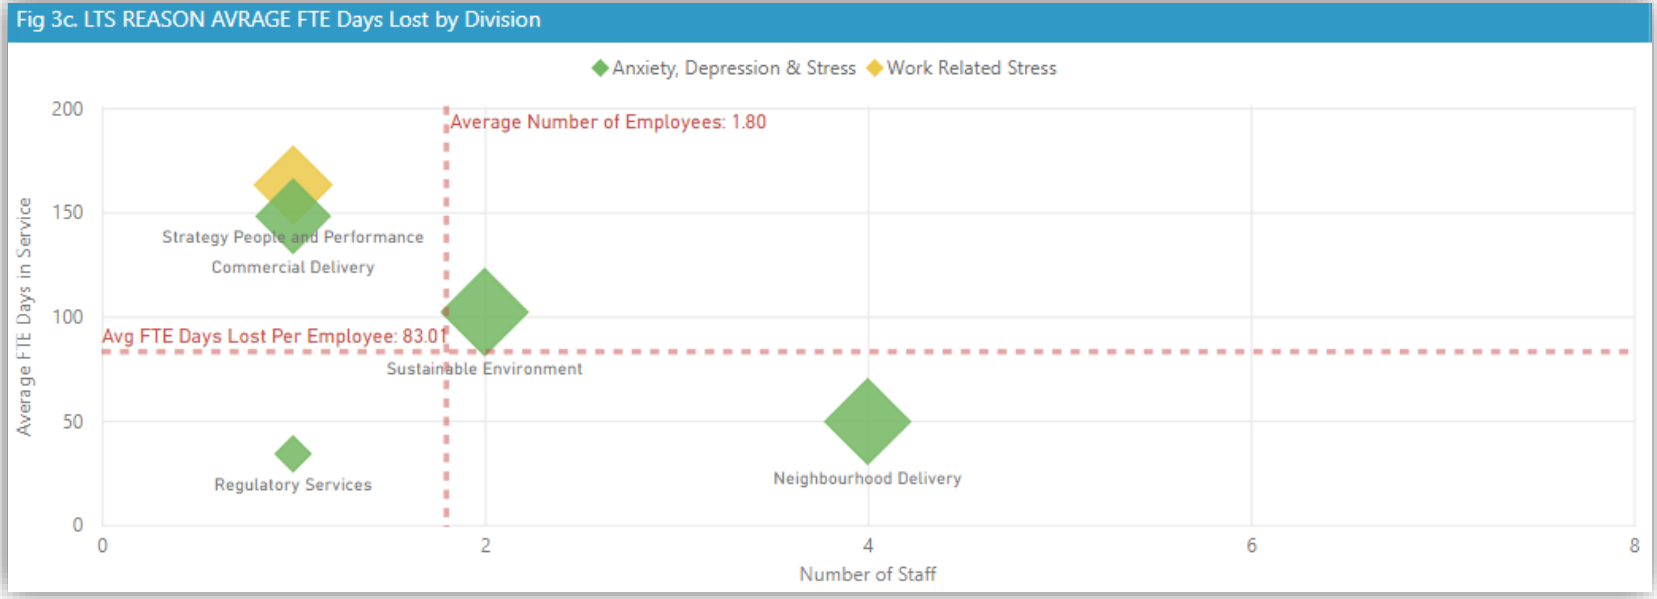 Fig 3c. LTS REASON AVRAGE FTE Days Lost by Division
Anxiety, Depression & Stress Work Related Stress
200
Average Number of Employees: 1.80
150
Strategy People and Performance
Commercial Delivery
100
Avg FTE Days Lost Per Employee: 83.01
Sustainable Environment
50
Neighbourhood Delivery
Regulatory Services
0
Average FTE Days in Service
0 2 4 6 8
Number of Staff